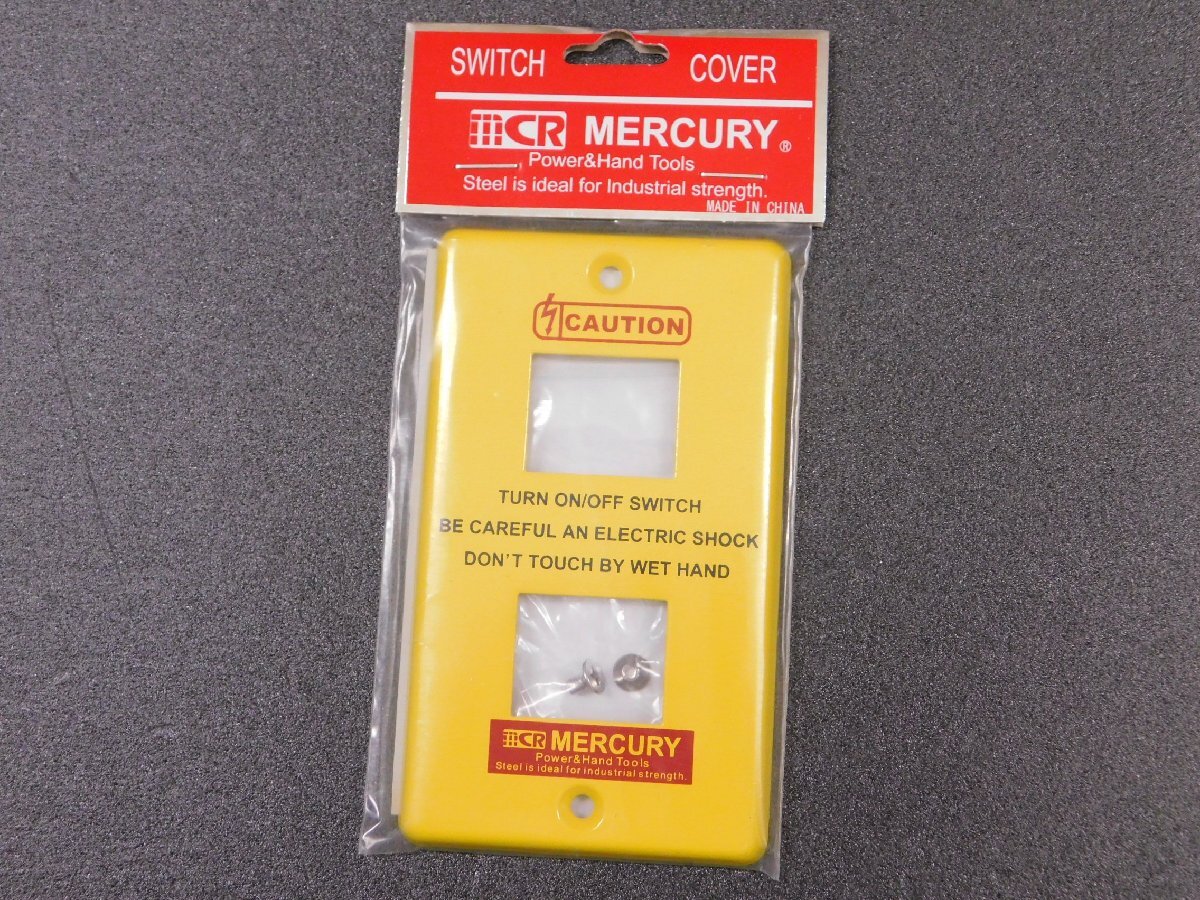 SWITCH COVER
mCR MERCURY®
Power&Hand Tools
Steel is ideal for Industrial strength.
MADE IN CHINA
CAUTION
TURN ON/OFF SWITCH
BE CAREFUL AN ELECTRIC SHOCK
DON'T TOUCH BY WET HAND
mCR MERCURY
Power&Hand Tools
Steel is ideal for industrial strength.